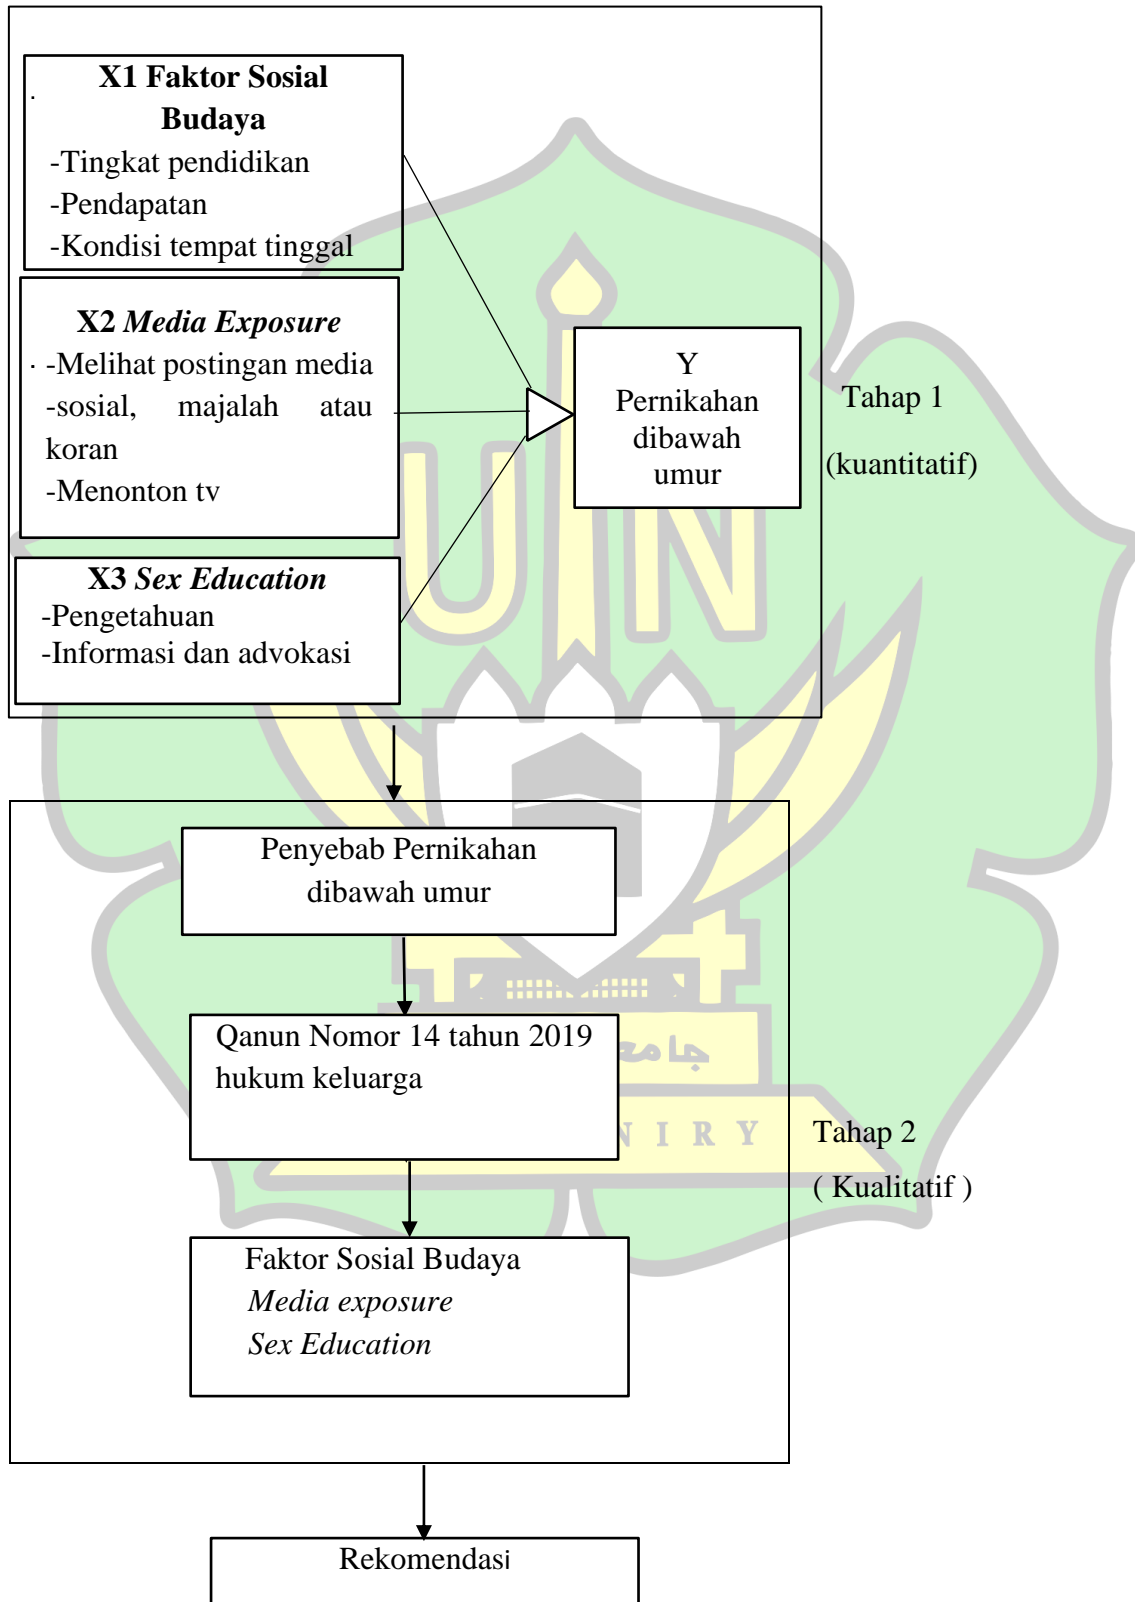 X1 Faktor Sosial
Budaya
-Tingkat pendidikan
-Pendapatan
-Kondisi tempat tinggal
X2 Media Exposure
-Melihat postingan media
-sosial, majalah atau
koran
-Menonton tv
X3 Sex Education
-Pengetahuan
-Informasi dan advokasi
Y
Pernikahan
dibawah
umur
Tahap 1
(kuantitatif)
UIN
Penyebab Pernikahan
dibawah umur
Qanun Nomor 14 tahun 2019
hukum keluarga
جامع
N I R Y
Tahap 2
( Kualitatif )
Faktor Sosial Budaya
Media exposure
Sex Education
Rekomendasi